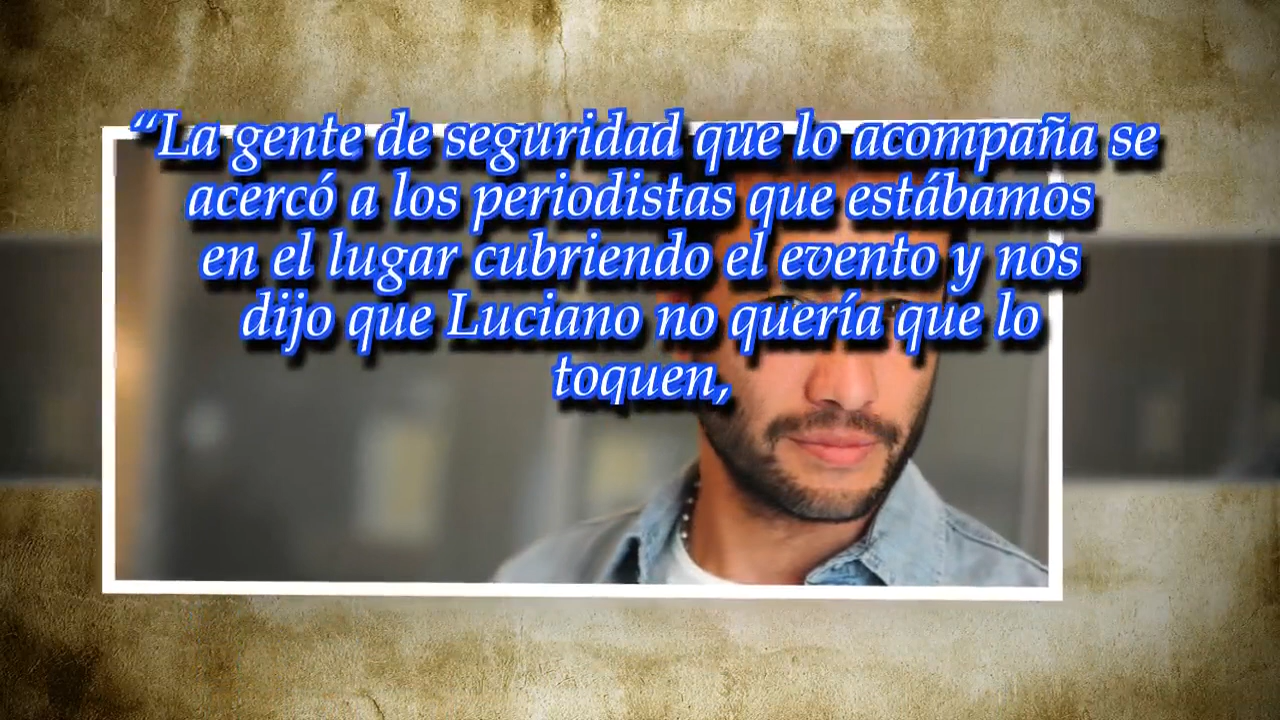 “La gente de seguridad que lo acompaña se
acercó a los periodistas que estábamos
en el lugar cubriendo el evento y nos
dijo que Luciano no quería que lo
toquen,